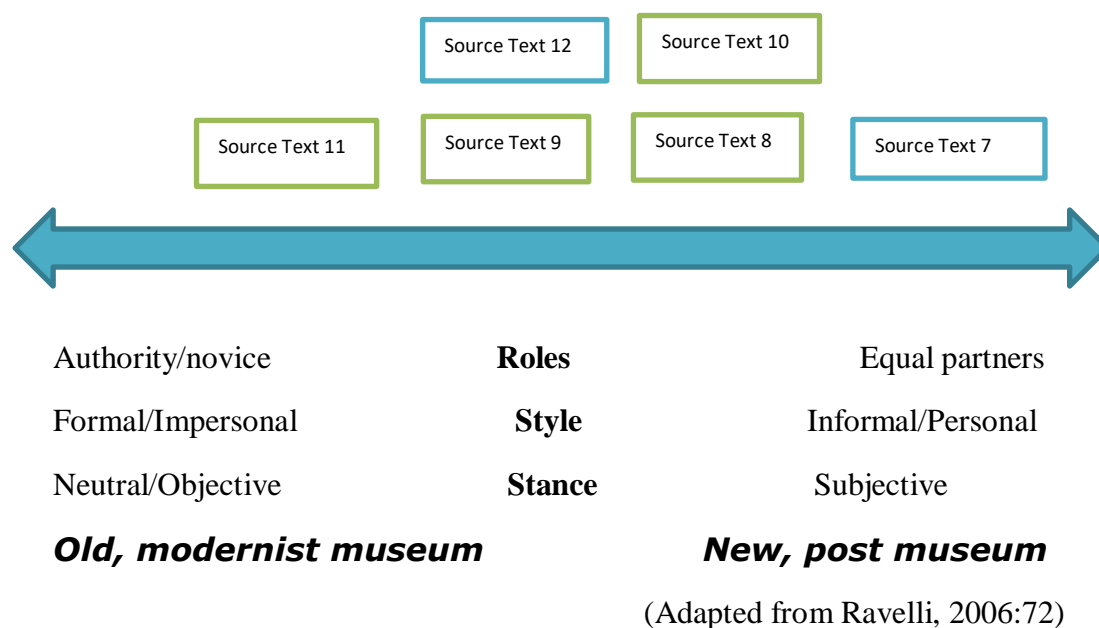 Source Text 12 Source Text 10
Source Text 11 Source Text 9 Source Text 8 Source Text 7
Authority/novice Roles Equal partners
Formal/Impersonal Style Informal/Personal
Neutral/Objective Stance Subjective
Old, modernist museum New, post museum
(Adapted from Ravelli, 2006:72)